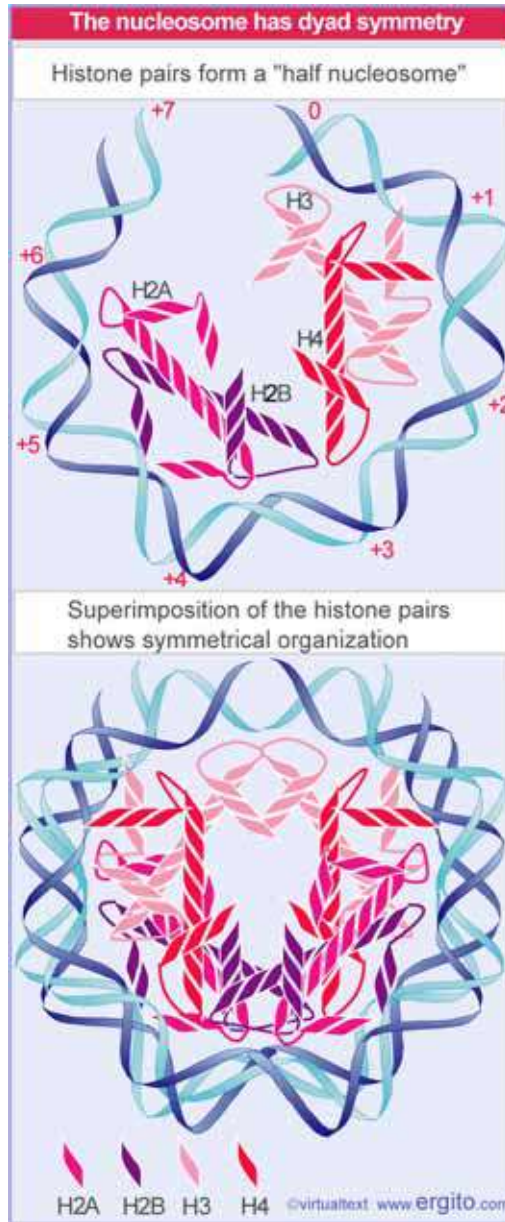 The nucleosome has dyad symmetry
Histone pairs form a "half nucleosome"
+7
0
H3
+1
+6
H2A
H4
H2B
+2
+5
+3
+4
Superimposition of the histone pairs
shows symmetrical organization
H2A H2B H3 H4 ©virtualtext www ergito.com